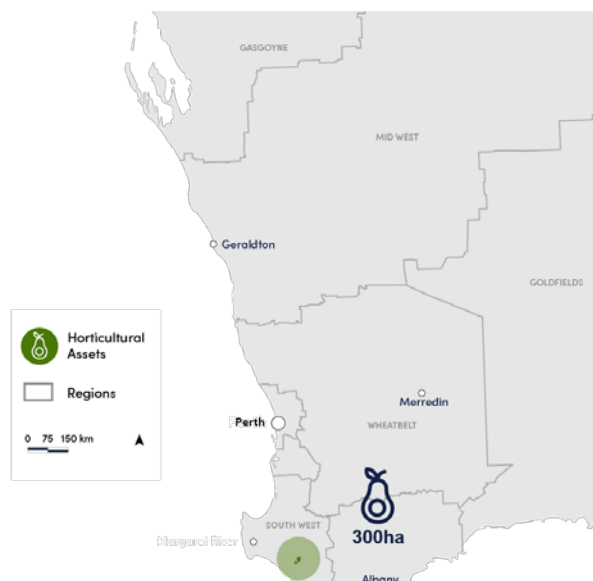 GASGOYNE
MID WEST
Geraldton
GOLDFIELDS
Horticultural
Assets
Regions
0 75 150 km
Perth
Merredin
WHEATBELT
SOUTH WEST
300ha
Margaret River
Albany